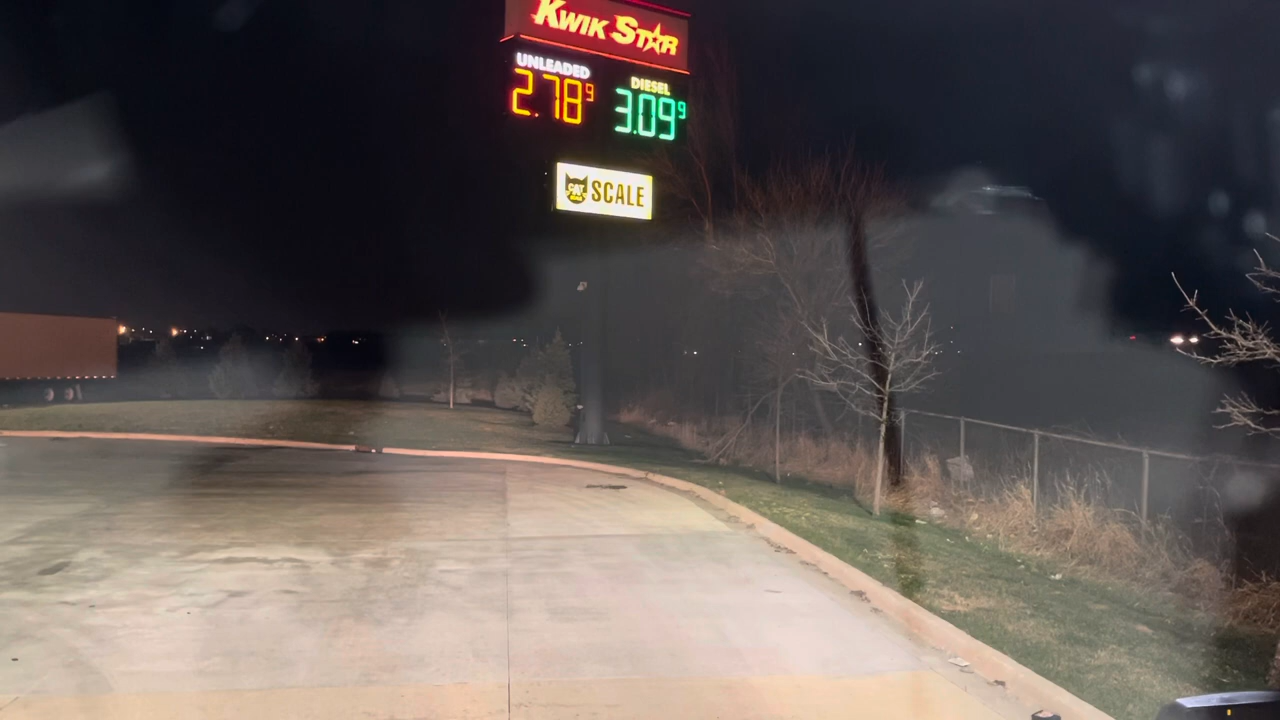 KWIK STAR
UNLEADED
2.78 9
DIESEL
3.09 9
CAT SCALE